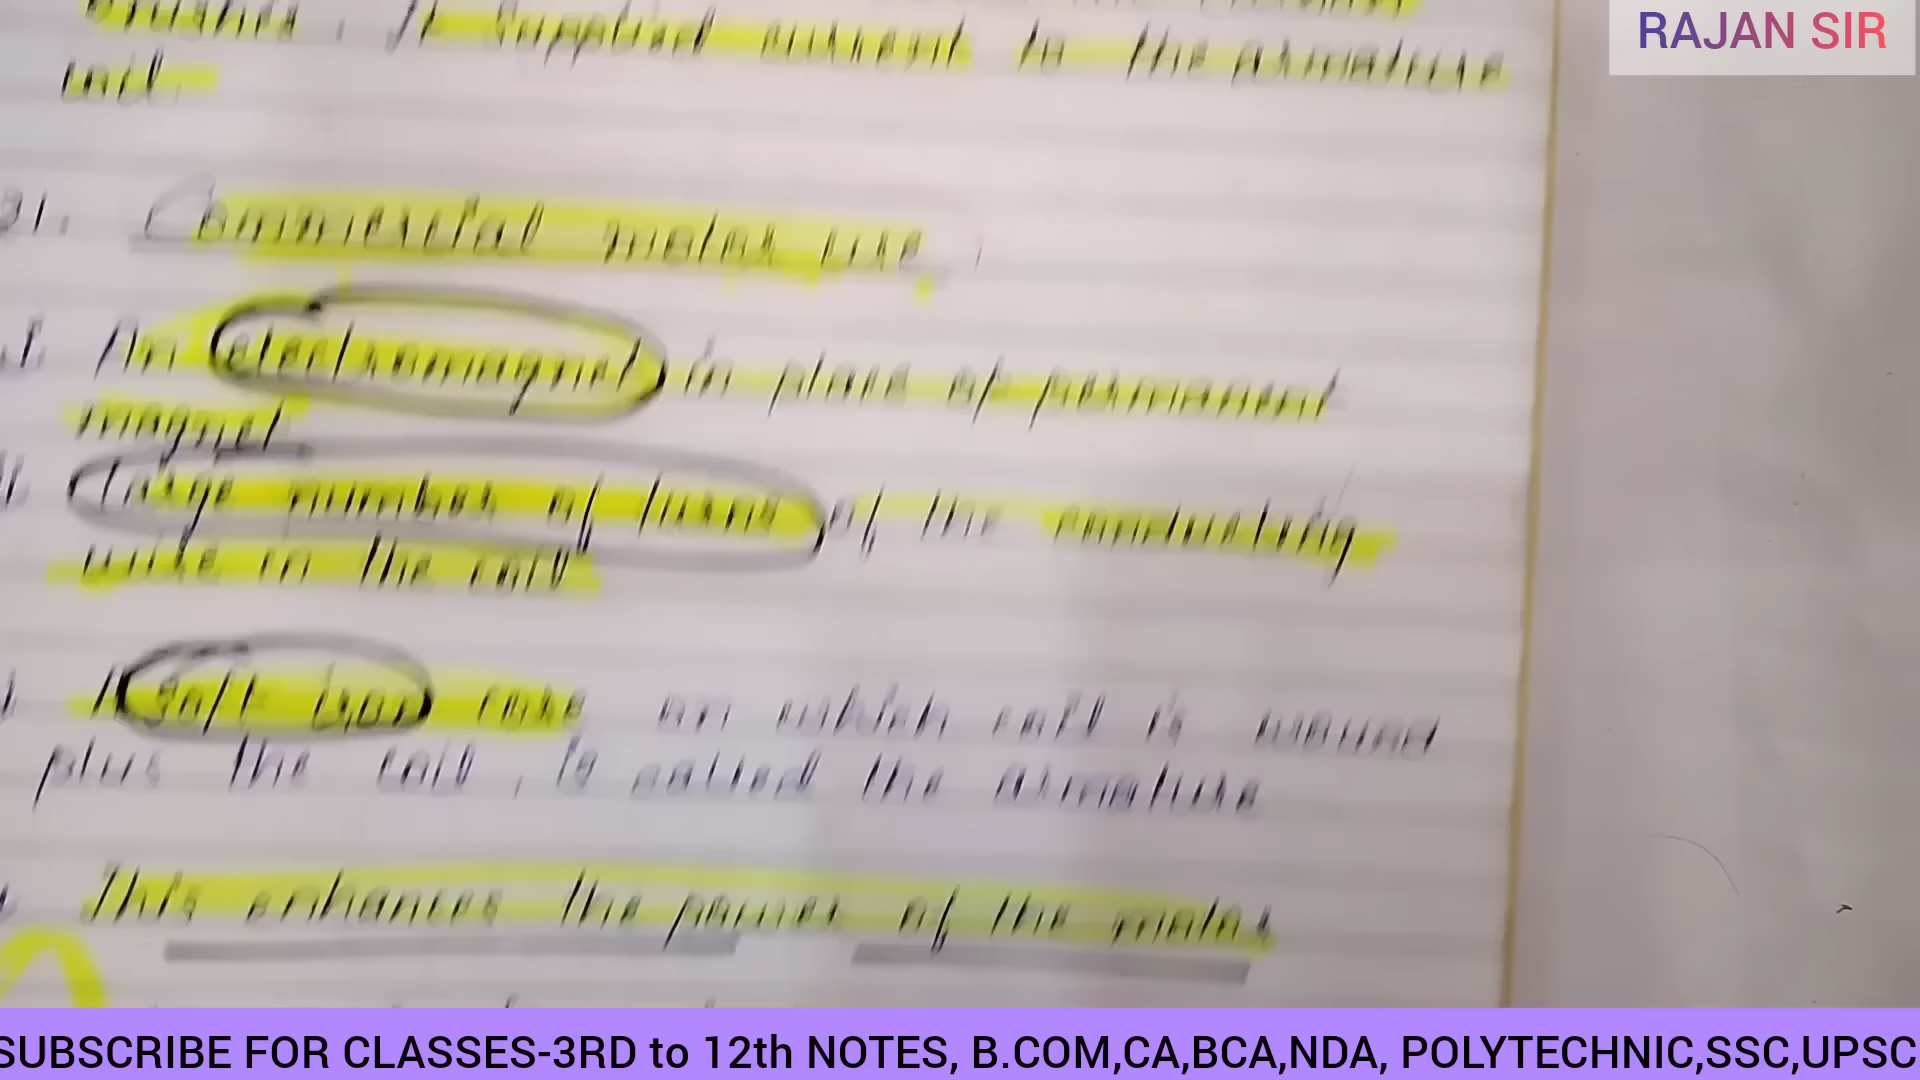 brushes. It supplied current to the armature
coil.
RAJAN SIR
31. Commercial motor use.
i. An electromagnet in place of permanent
magnet
Large number of turns of the conducting
wire in the coil
A soft iron core on which coil is wound
plus the coil, is called the armature
This enhances the power of the motor
SUBSCRIBE FOR CLASSES-3RD to 12th NOTES, B.COM,CA,BCA,NDA, POLYTECHNIC,SSC,UPSC